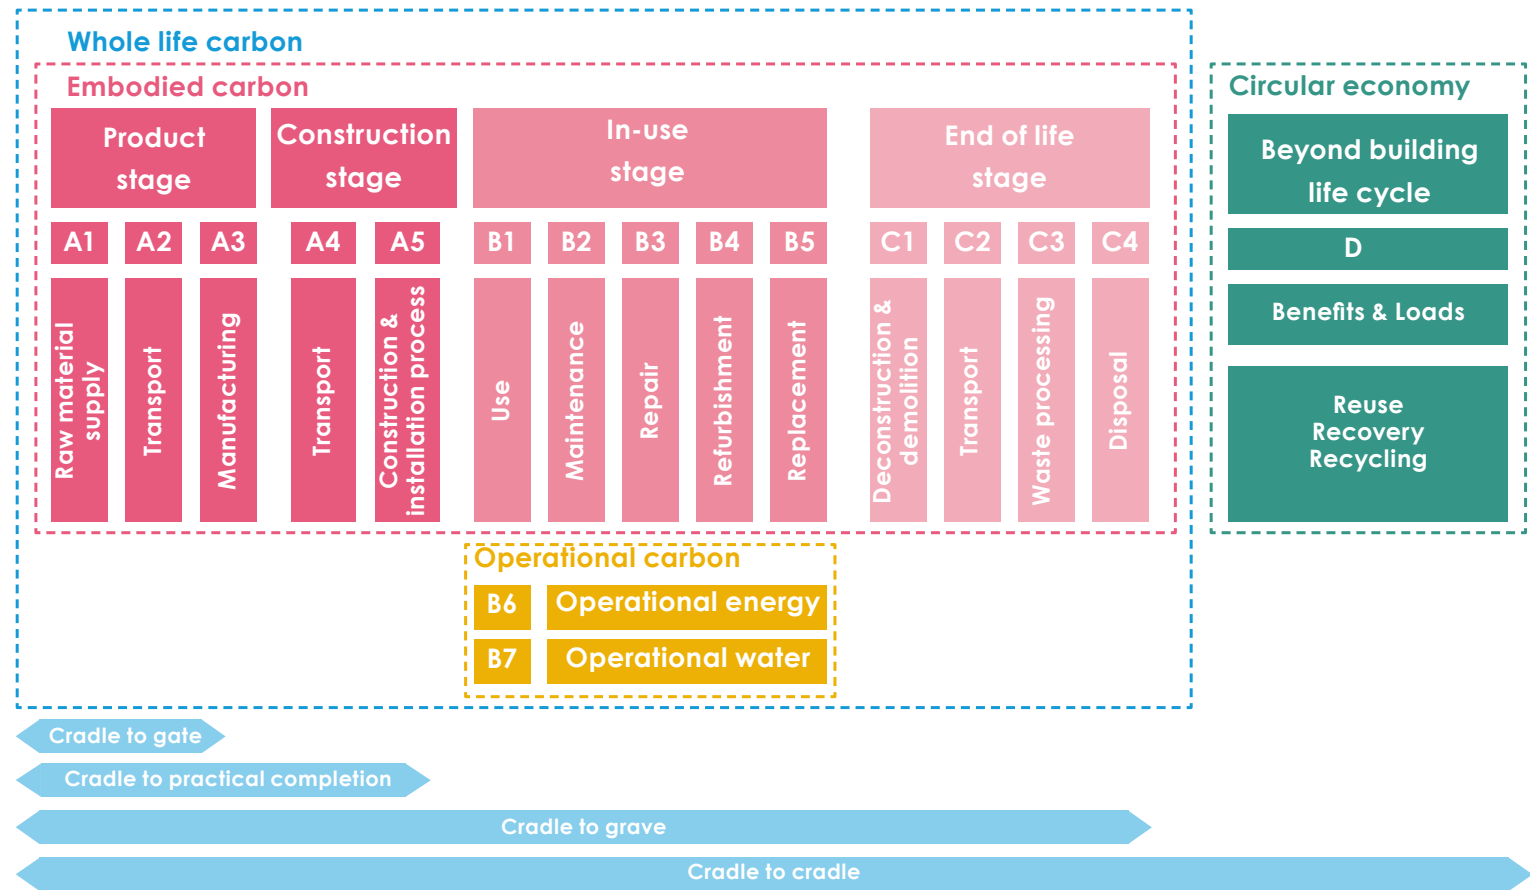 Whole life carbon
Embodied carbon
Circular economy
Product
stage
Construction
stage
In-use
stage
End of life
stage
Beyond building
life cycle
A1
A2
A3
A4
A5
B1
B2
B3
B4
B5
C1
C2
C3
C4
D
Raw material
supply
Transport
Manufacturing
Transport
Construction &
installation process
Use
Maintenance
Repair
Refurbishment
Replacement
Deconstruction &
demolition
Transport
Waste processing
Disposal
Benefits & Loads
Reuse
Recovery
Recycling
Operational carbon
B6
Operational energy
B7
Operational water
Cradle to gate
Cradle to practical completion
Cradle to grave
Cradle to cradle